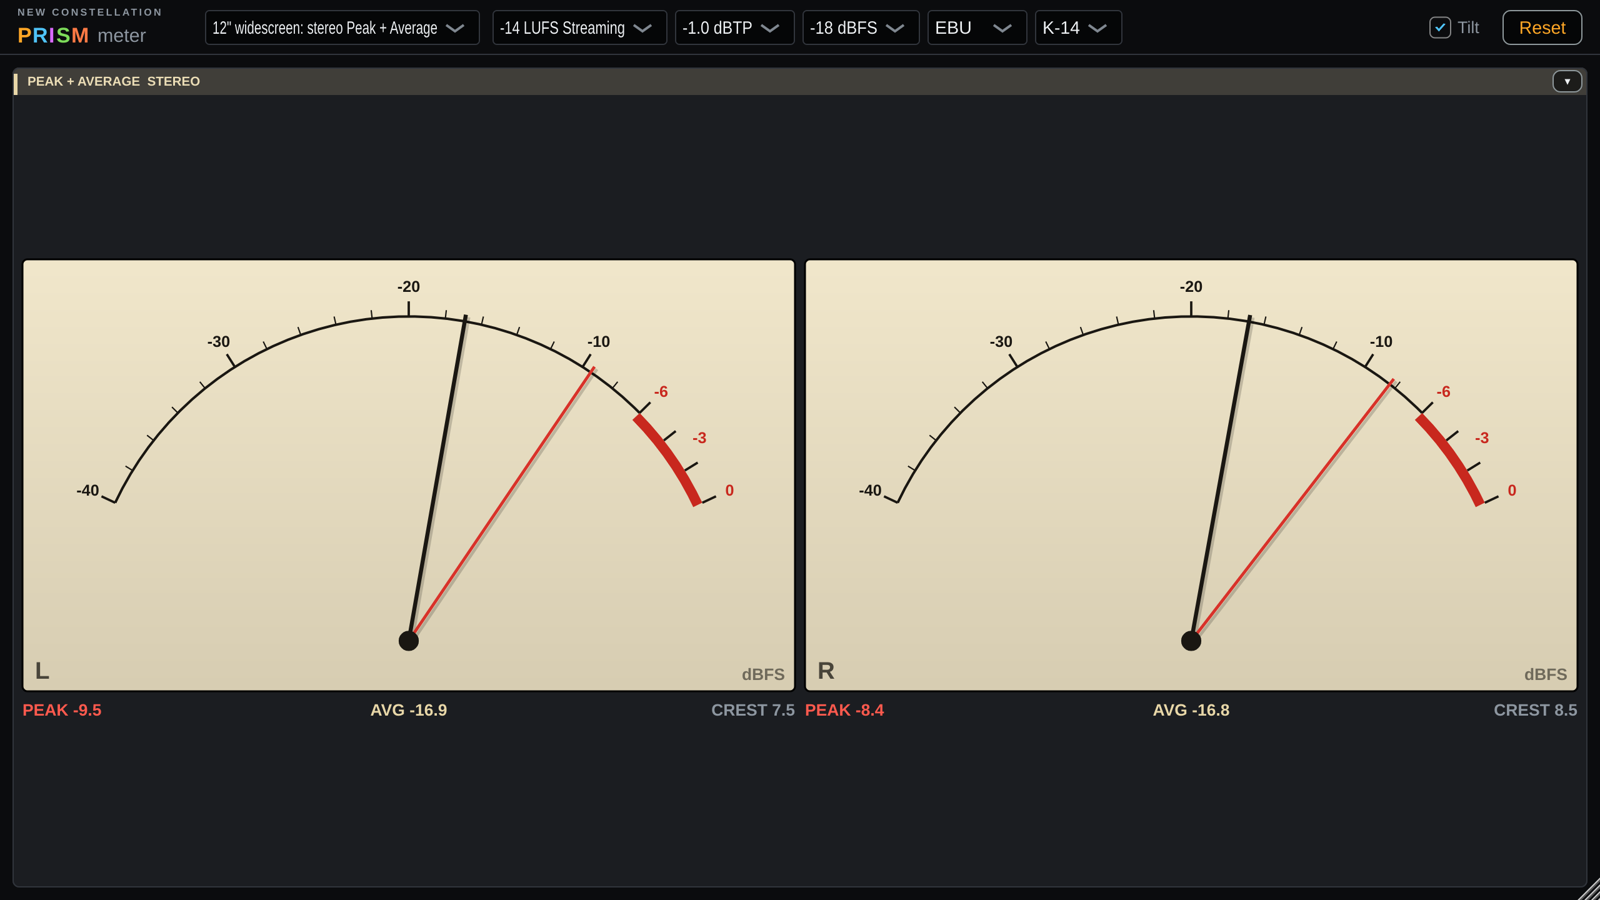 NEW CONSTELLATION
PRISM meter
12" widescreen: stereo Peak + Average
-14 LUFS Streaming
-1.0 dBTP
-18 dBFS
EBU
K-14
Tilt
Reset
PEAK + AVERAGE STEREO
-40
-30
-20
-10
-6
-3
0
L
dBFS
-40
-30
-20
-10
-6
-3
0
R
dBFS
PEAK -9.5
AVG -16.9
CREST 7.5
PEAK -8.4
AVG -16.8
CREST 8.5